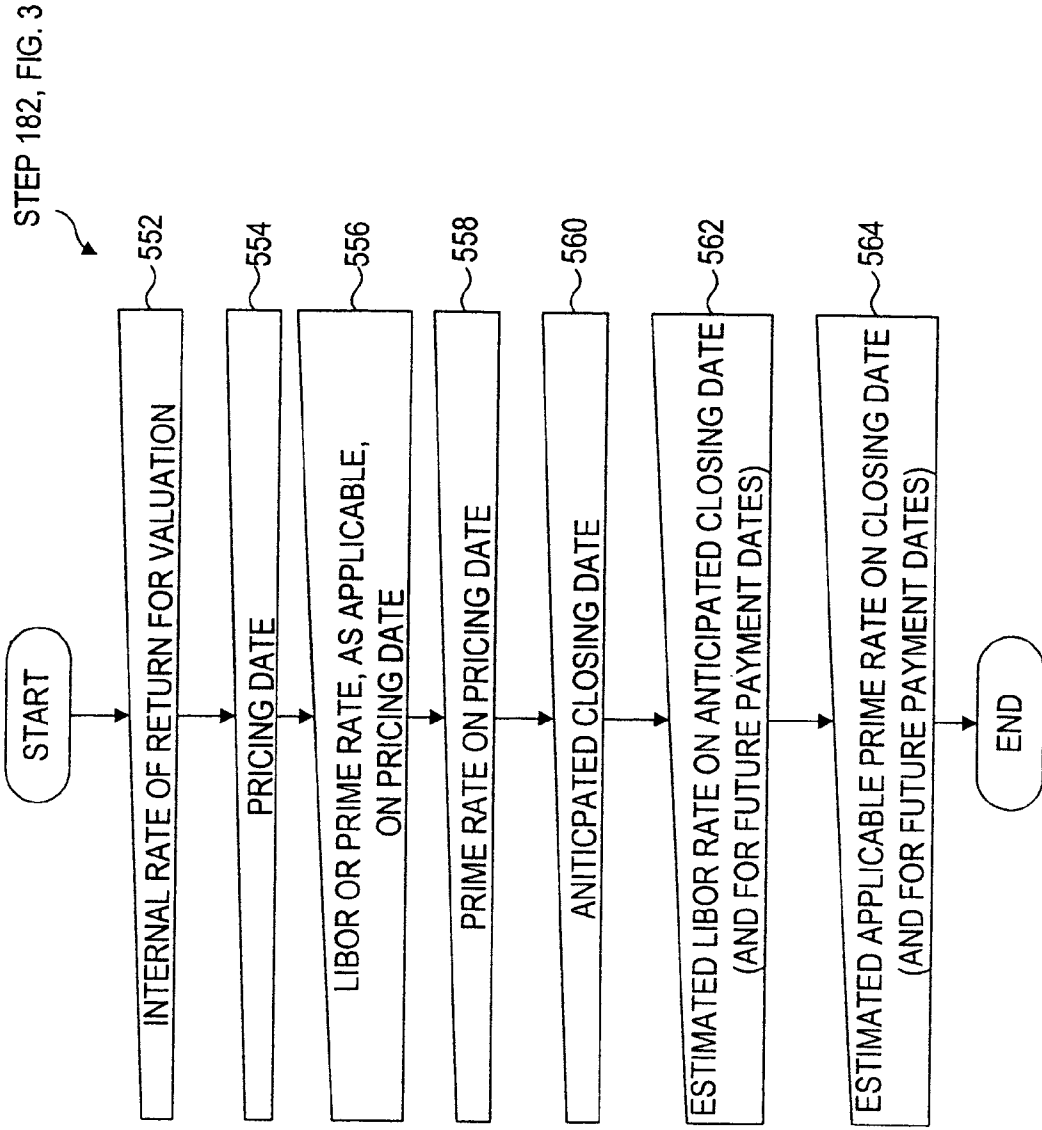 STEP 182, FIG. 3
START
INTERNAL RATE OF RETURN FOR VALUATION
552
PRICING DATE
554
LIBOR OR PRIME RATE, AS APPLICABLE,
ON PRICING DATE
556
PRIME RATE ON PRICING DATE
558
ANITICPATED CLOSING DATE
560
ESTIMATED LIBOR RATE ON ANTICIPATED CLOSING DATE
(AND FOR FUTURE PAYMENT DATES)
562
ESTIMATED APPLICABLE PRIME RATE ON CLOSING DATE
(AND FOR FUTURE PAYMENT DATES)
564
END